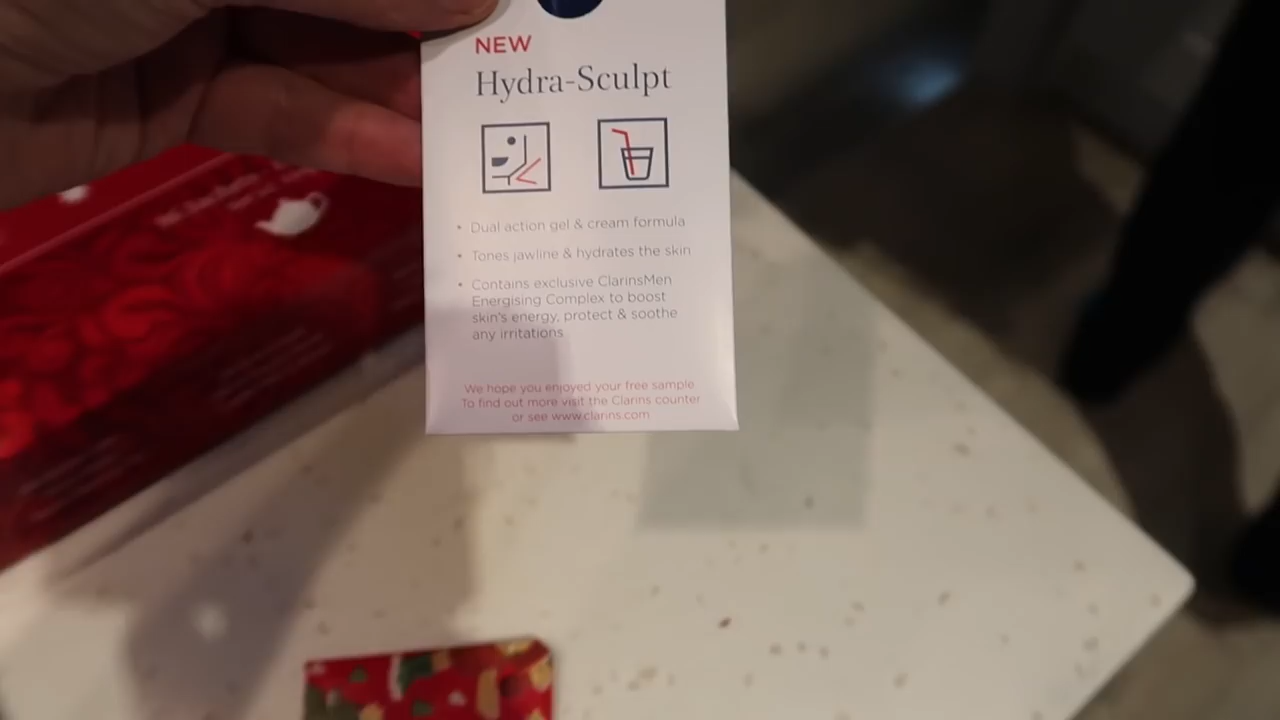 NEW
Hydra-Sculpt
• Dual action gel & cream formula
• Tones jawline & hydrates the skin
• Contains exclusive ClarinsMen
Energising Complex to boost
skin's energy, protect & soothe
any irritations
We hope you enjoyed your free sample.
To find out more visit the Clarins counter
or see www.clarins.com